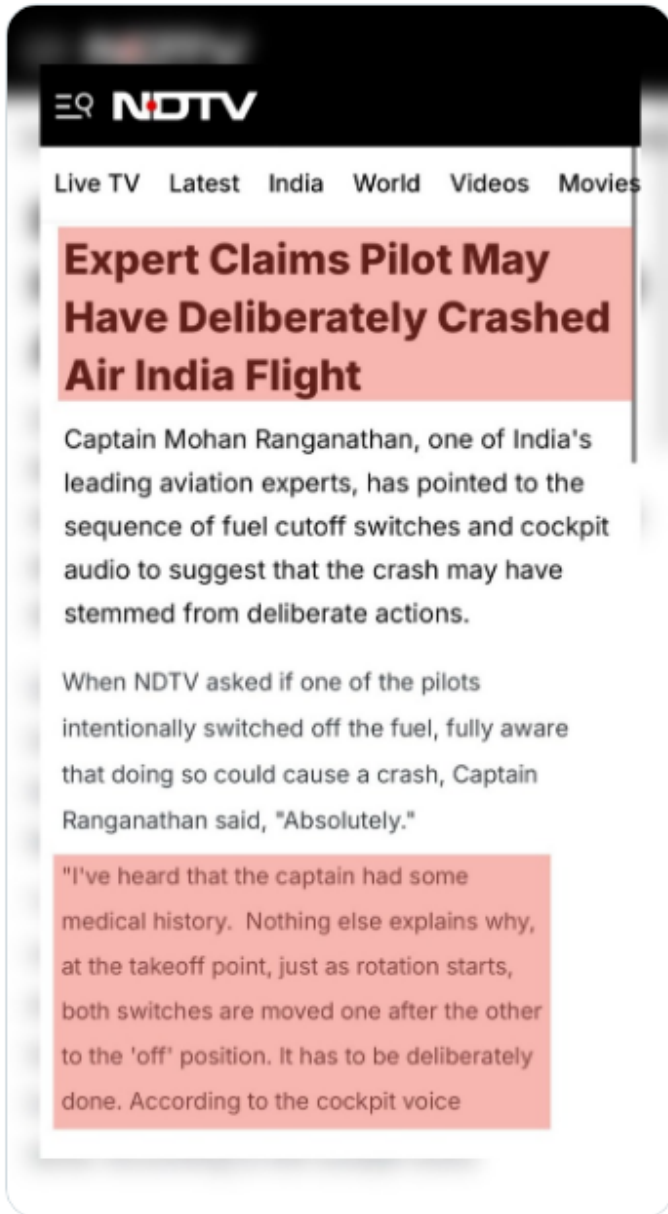 NDTV
Live TV Latest India World Videos Movies
Expert Claims Pilot May
Have Deliberately Crashed
Air India Flight
Captain Mohan Ranganathan, one of India's
leading aviation experts, has pointed to the
sequence of fuel cutoff switches and cockpit
audio to suggest that the crash may have
stemmed from deliberate actions.
When NDTV asked if one of the pilots
intentionally switched off the fuel, fully aware
that doing so could cause a crash, Captain
Ranganathan said, "Absolutely."
"I've heard that the captain had some
medical history. Nothing else explains why,
at the takeoff point, just as rotation starts,
both switches are moved one after the other
to the 'off' position. It has to be deliberately
done. According to the cockpit voice